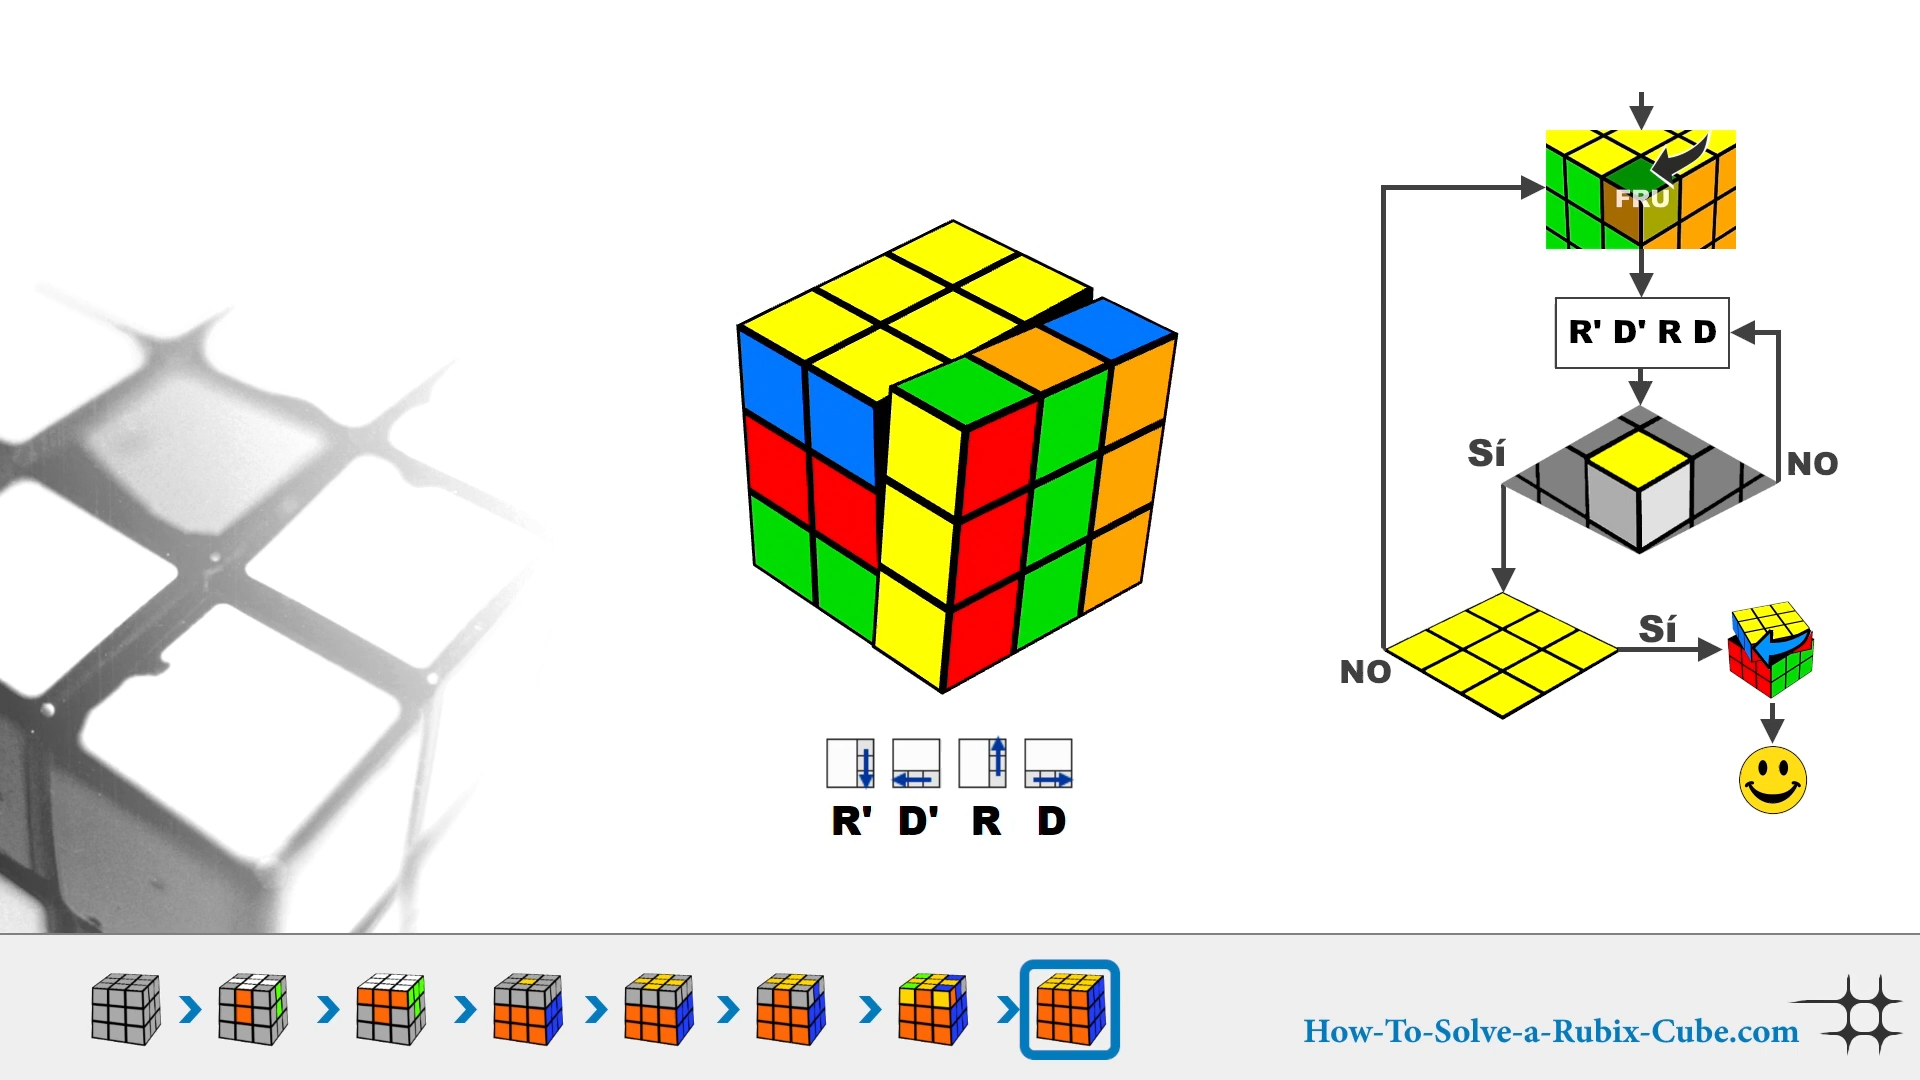 FRU
R' D' R D
Sí
NO
Sí
NO
R' D' R D
How-To-Solve-a-Rubix-Cube.com